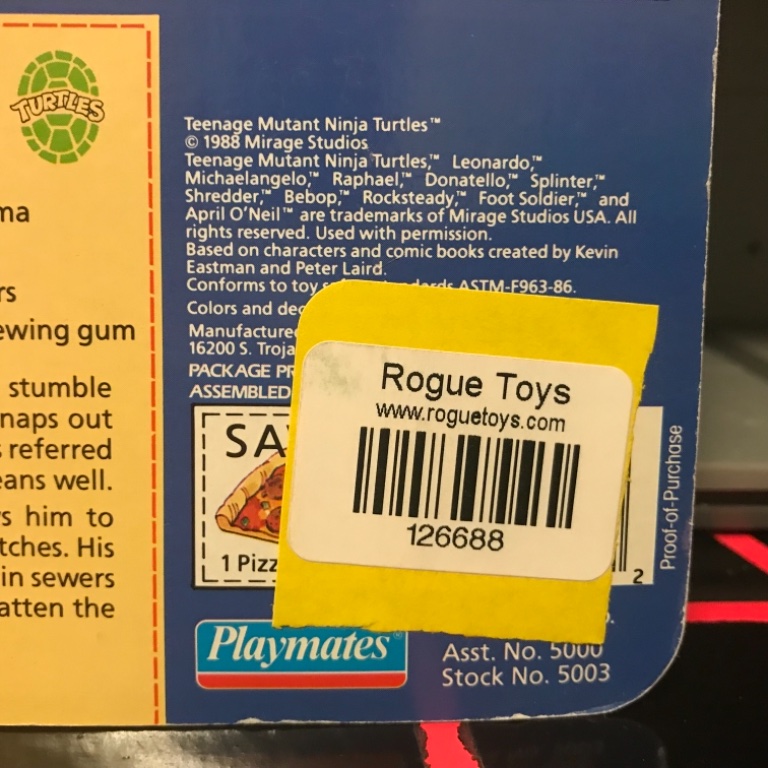 TURTLES
ma
rs
ewing gum
stumble
naps out
referred
eans well.
s him to
tches. His
in sewers
atten the
Teenage Mutant Ninja Turtles™
© 1988 Mirage Studios
Teenage Mutant Ninja Turtles,™ Leonardo,™
Michaelangelo,™ Raphael,™ Donatello,™ Splinter,™
Shredder,™ Bebop,™ Rocksteady,™ Foot Soldier,™ and
April O'Neil™ are trademarks of Mirage Studios USA. All
rights reserved. Used with permission.
Based on characters and comic books created by Kevin
Eastman and Peter Laird.
Conforms to toy ASTM-F963-86.
Colors and dec
Manufacture
16200 S. Troja
PACKAGE PR
ASSEMBLED
SA
1 Pizz
Rogue Toys
www.roguetoys.com
126688
2
Proof-of-Purchase
Playmates®
Asst. No. 5000
Stock No. 5003